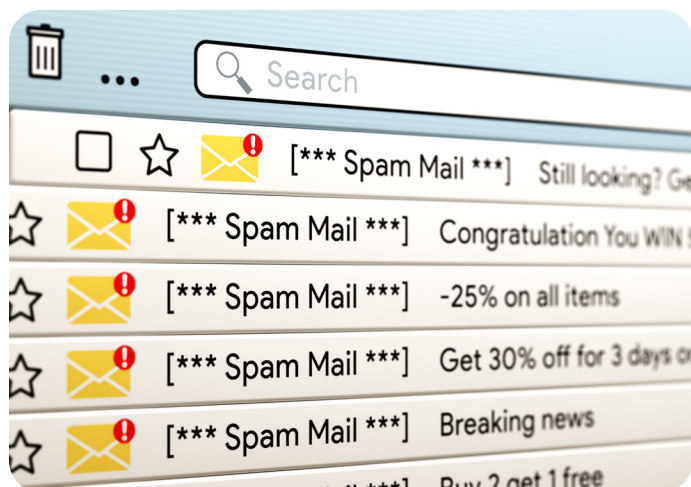 Search
[*** Spam Mail ***] Still looking? Ge
[*** Spam Mail ***] Congratulation You WIN
[*** Spam Mail ***] -25% on all items
[*** Spam Mail ***] Get 30% off for 3 days
[*** Spam Mail ***] Breaking news
Buy 2 get 1 free